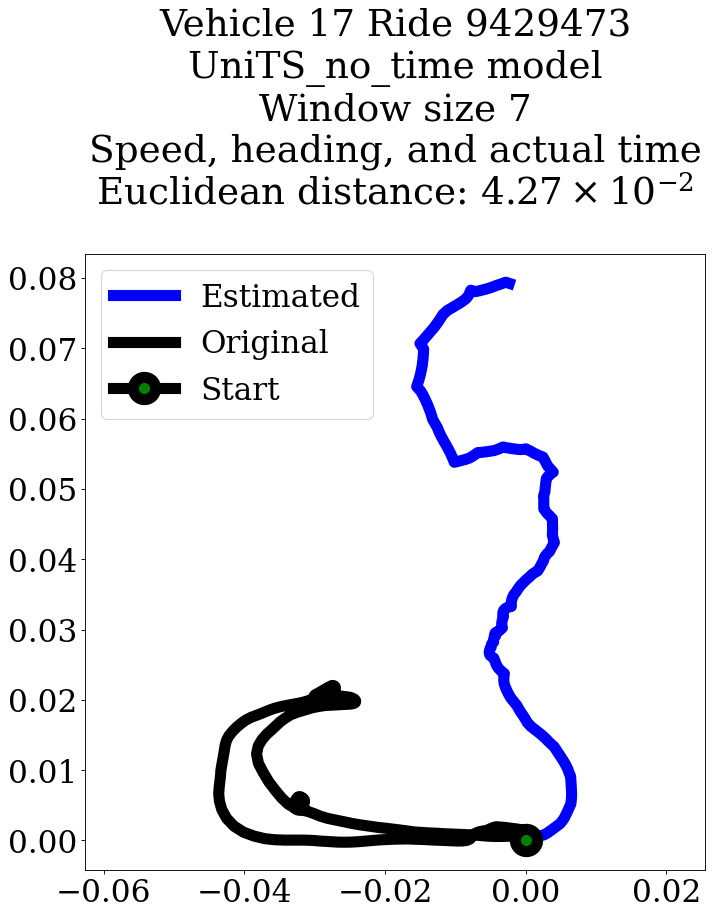 Vehicle 17 Ride 9429473
UniTS_no_time model
Window size 7
Speed, heading, and actual time
Euclidean distance: 4.27 × 10⁻²
Estimated
Original
Start
0.08
0.07
0.06
0.05
0.04
0.03
0.02
0.01
0.00
−0.06 −0.04 −0.02 0.00 0.02